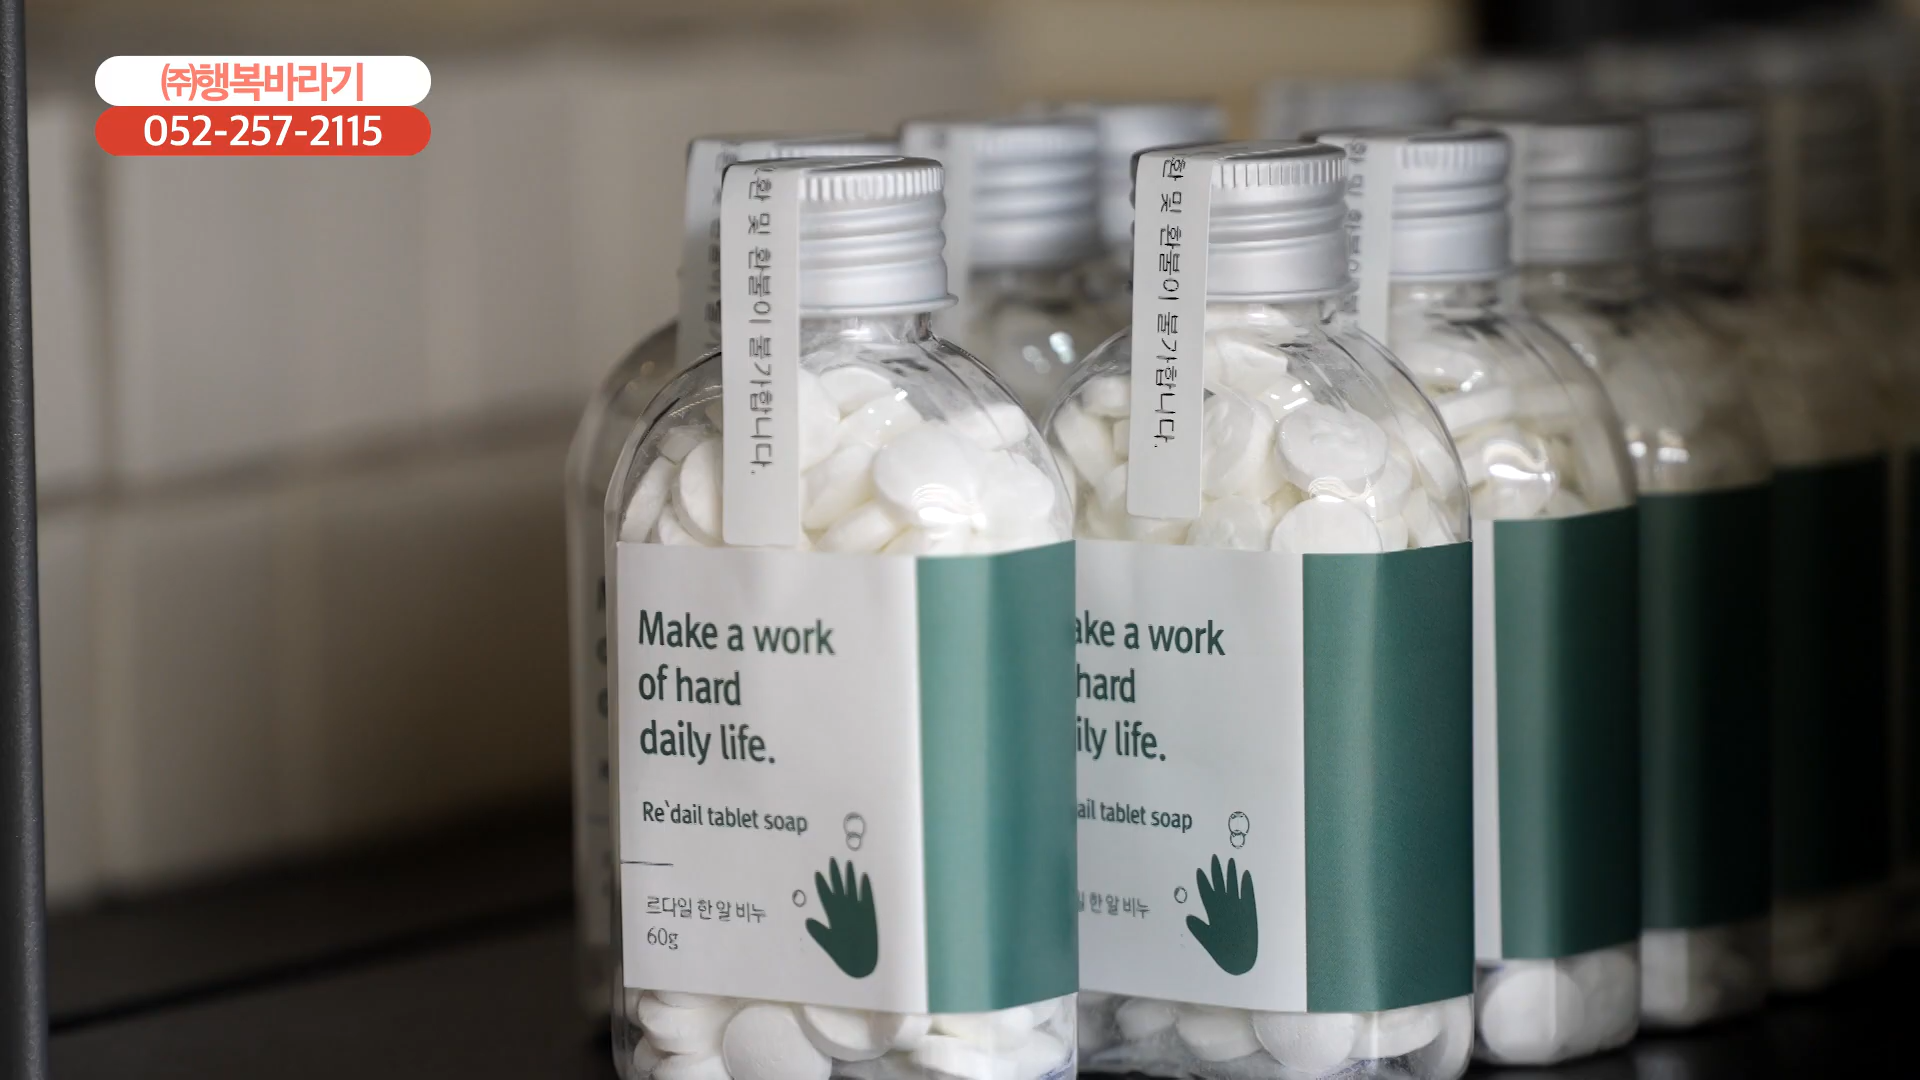 ㈜행복바라기
052-257-2115
환 및 환불이 불가합니다.
환 및 환불이 불가합니다.
Make a work
of hard
daily life.
Re`dail tablet soap
르다일 한 알 비누
60g
ake a work
hard
ily life.
ail tablet soap
일 한 알 비누